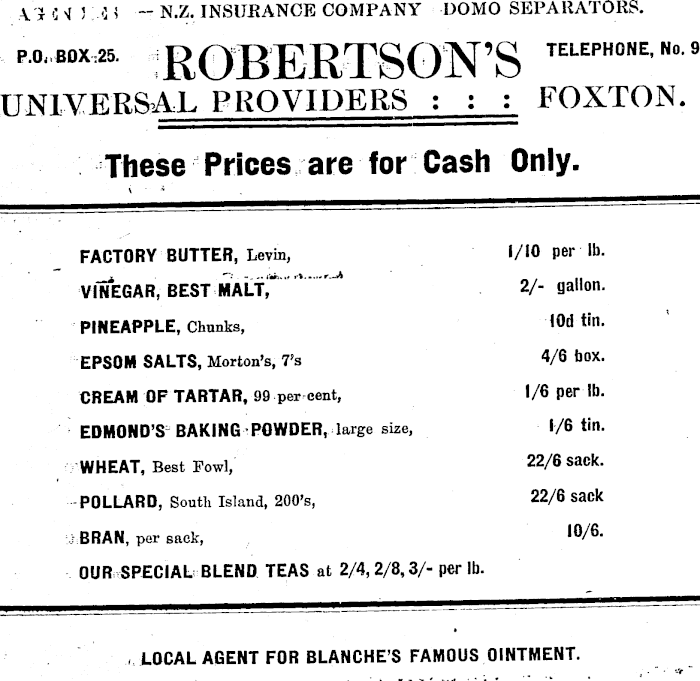 — N.Z. INSURANCE COMPANY DOMO SEPARATORS.
P.O. BOX 25. ROBERTSON'S TELEPHONE, No. 9
UNIVERSAL PROVIDERS : : : FOXTON.
These Prices are for Cash Only.
FACTORY BUTTER, Levin, 1/10 per lb.
VINEGAR, BEST MALT, 2/- gallon.
PINEAPPLE, Chunks, 10d tin.
EPSOM SALTS, Morton's, 7's 4/6 box.
CREAM OF TARTAR, 99 per cent, 1/6 per lb.
EDMOND'S BAKING POWDER, large size, 1/6 tin.
WHEAT, Best Fowl, 22/6 sack.
POLLARD, South Island, 200's, 22/6 sack
BRAN, per sack, 10/6.
OUR SPECIAL BLEND TEAS at 2/4, 2/8, 3/- per lb.
LOCAL AGENT FOR BLANCHE'S FAMOUS OINTMENT.